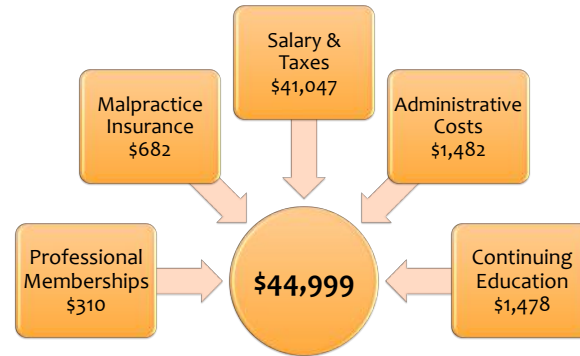 Salary &
Taxes
$41,047
Malpractice
Insurance
$682
Administrative
Costs
$1,482
Professional
Memberships
$310
$44,999
Continuing
Education
$1,478